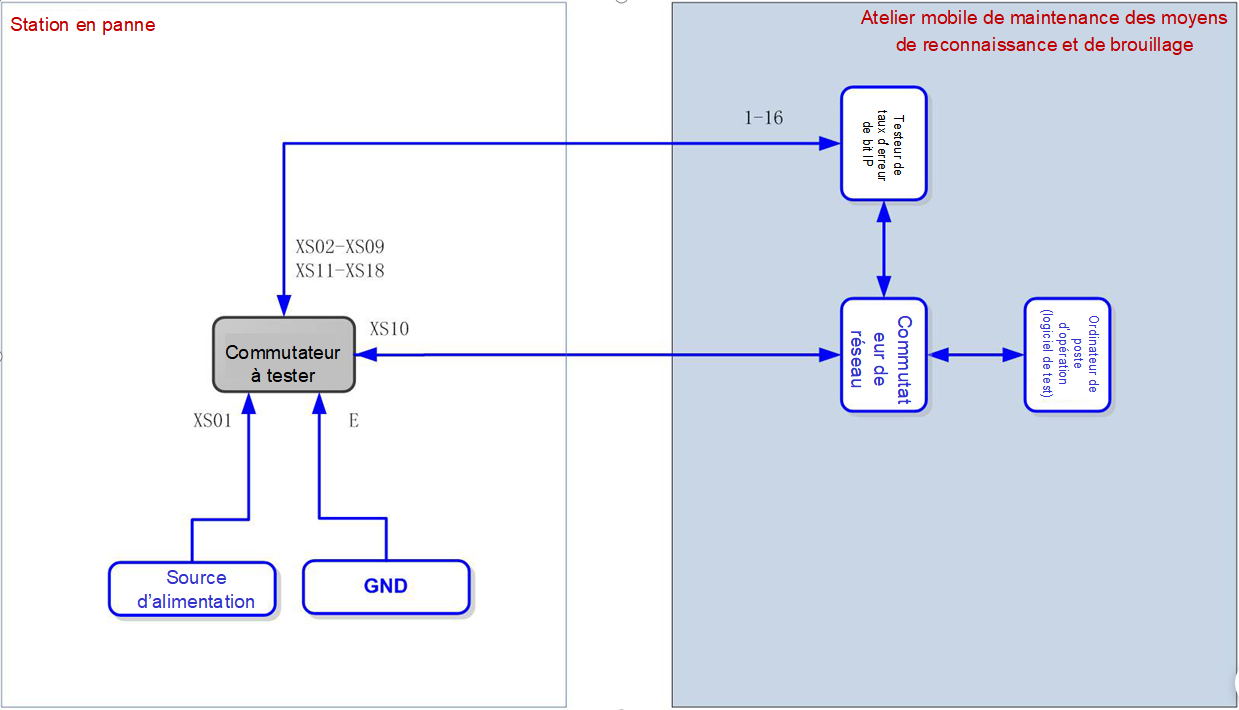 Station en panne
Atelier mobile de maintenance des moyens
de reconnaissance et de brouillage
1-16
Testeur de
taux d'erreur
de bit IP
XS02-XS09
XS11-XS18
XS10
Commutateur
à tester
Commutat
eur de
réseau
Ordinateur de
poste
d'opération
(logiciel de test)
XS01
E
Source
d’alimentation
GND